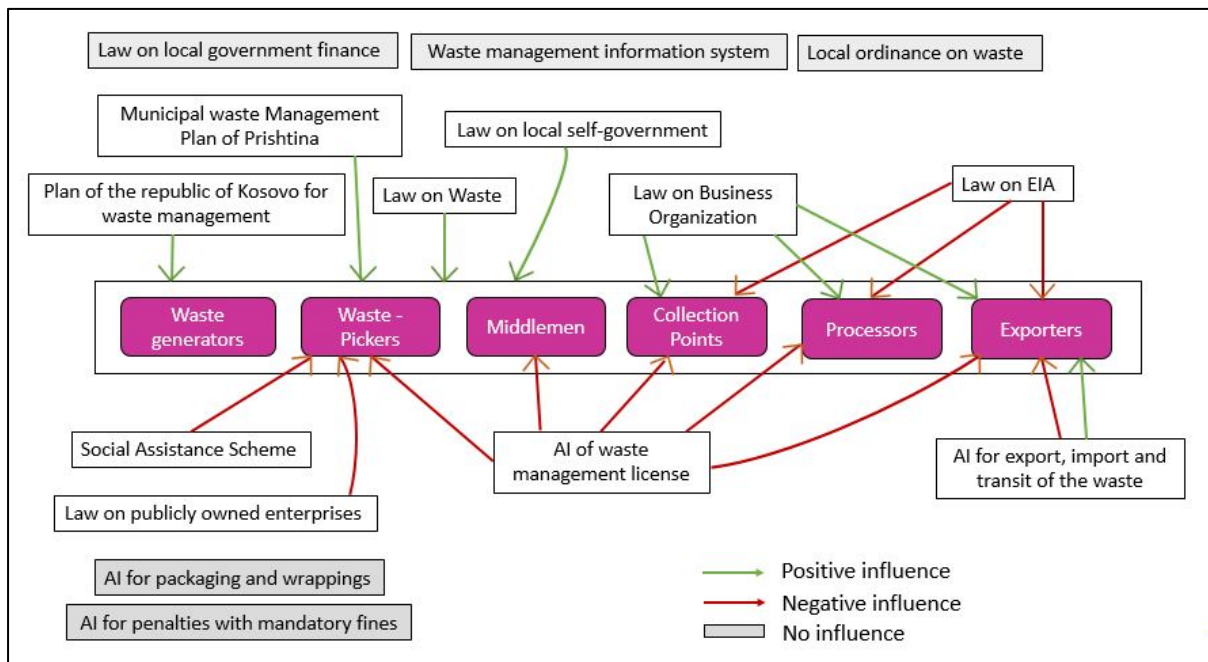 Law on local government finance
Waste management information system
Local ordinance on waste
Municipal waste Management
Plan of Prishtina
Law on local self-government
Plan of the republic of Kosovo for
waste management
Law on Waste
Law on Business
Organization
Law on EIA
Waste
generators
Waste -
Pickers
Middlemen
Collection
Points
Processors
Exporters
Social Assistance Scheme
AI of waste
management license
AI for export, import and
transit of the waste
Law on publicly owned enterprises
AI for packaging and wrappings
AI for penalties with mandatory fines
Positive influence
Negative influence
No influence